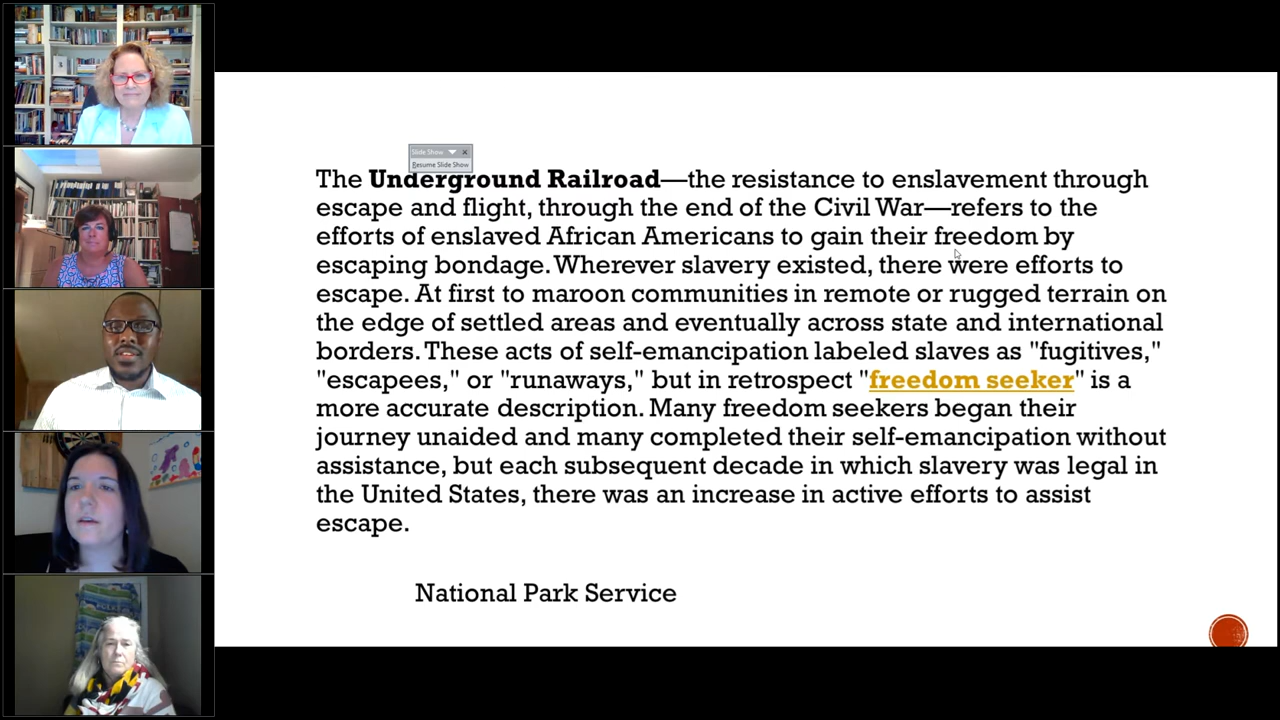 Slide Show
Resume Slide Show
The Underground Railroad—the resistance to enslavement through
escape and flight, through the end of the Civil War—refers to the
efforts of enslaved African Americans to gain their freedom by
escaping bondage. Wherever slavery existed, there were efforts to
escape. At first to maroon communities in remote or rugged terrain on
the edge of settled areas and eventually across state and international
borders. These acts of self-emancipation labeled slaves as "fugitives,"
"escapees," or "runaways," but in retrospect "freedom seeker" is a
more accurate description. Many freedom seekers began their
journey unaided and many completed their self-emancipation without
assistance, but each subsequent decade in which slavery was legal in
the United States, there was an increase in active efforts to assist
escape.
National Park Service